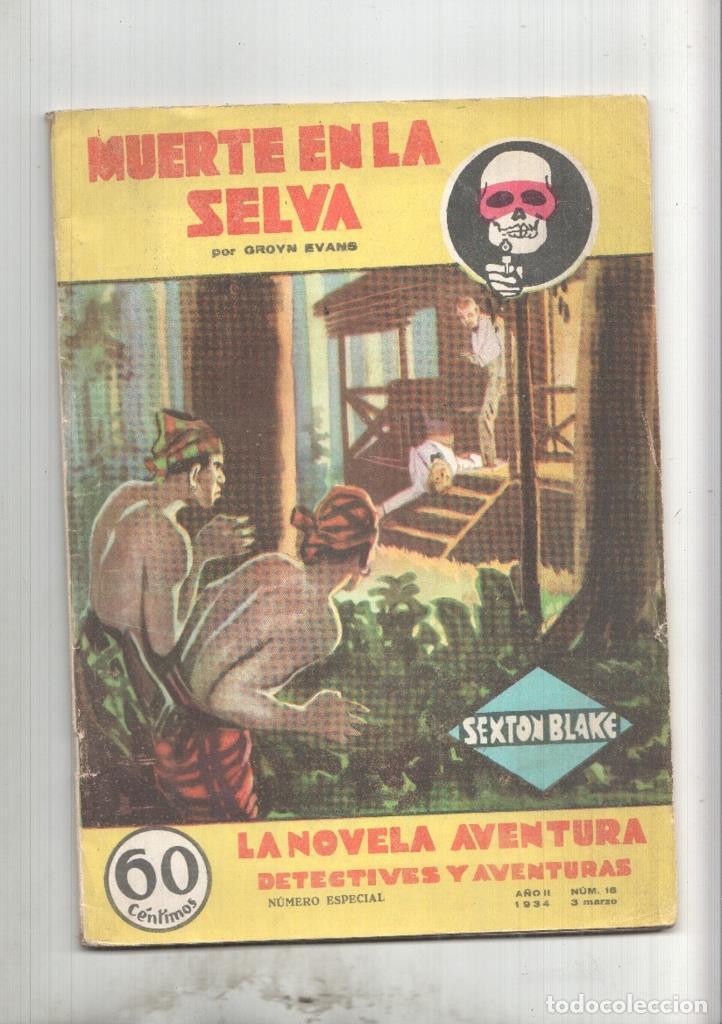 MUERTE EN LA
SELVA
por GROYN EVANS
SEXTON BLAKE
60
céntimos
LA NOVELA AVENTURA
DETECTIVES Y AVENTURAS
NÚMERO ESPECIAL
AÑO II NÚM. 16
1934 3 marzo
todocoleccion